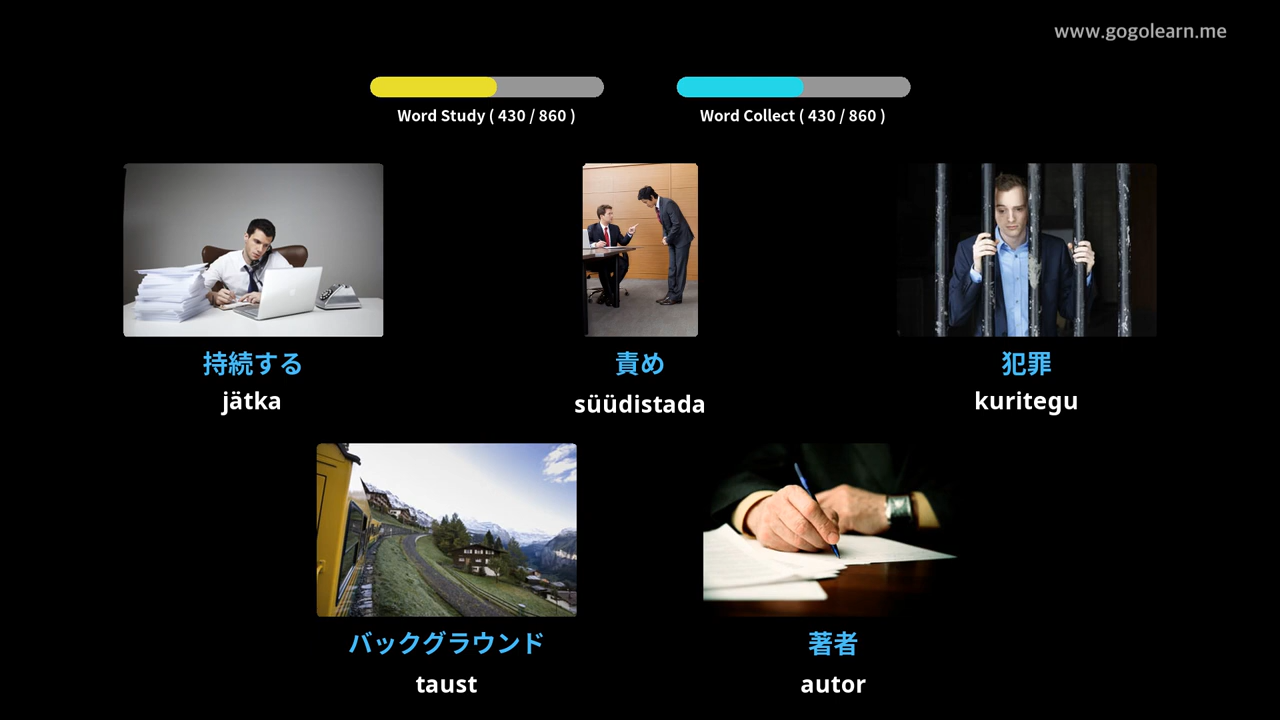 www.gogolearn.me
Word Study ( 430 / 860 )
Word Collect ( 430 / 860 )
持続する
jätka
責め
süüdistada
犯罪
kuritegu
バックグラウンド
taust
著者
autor